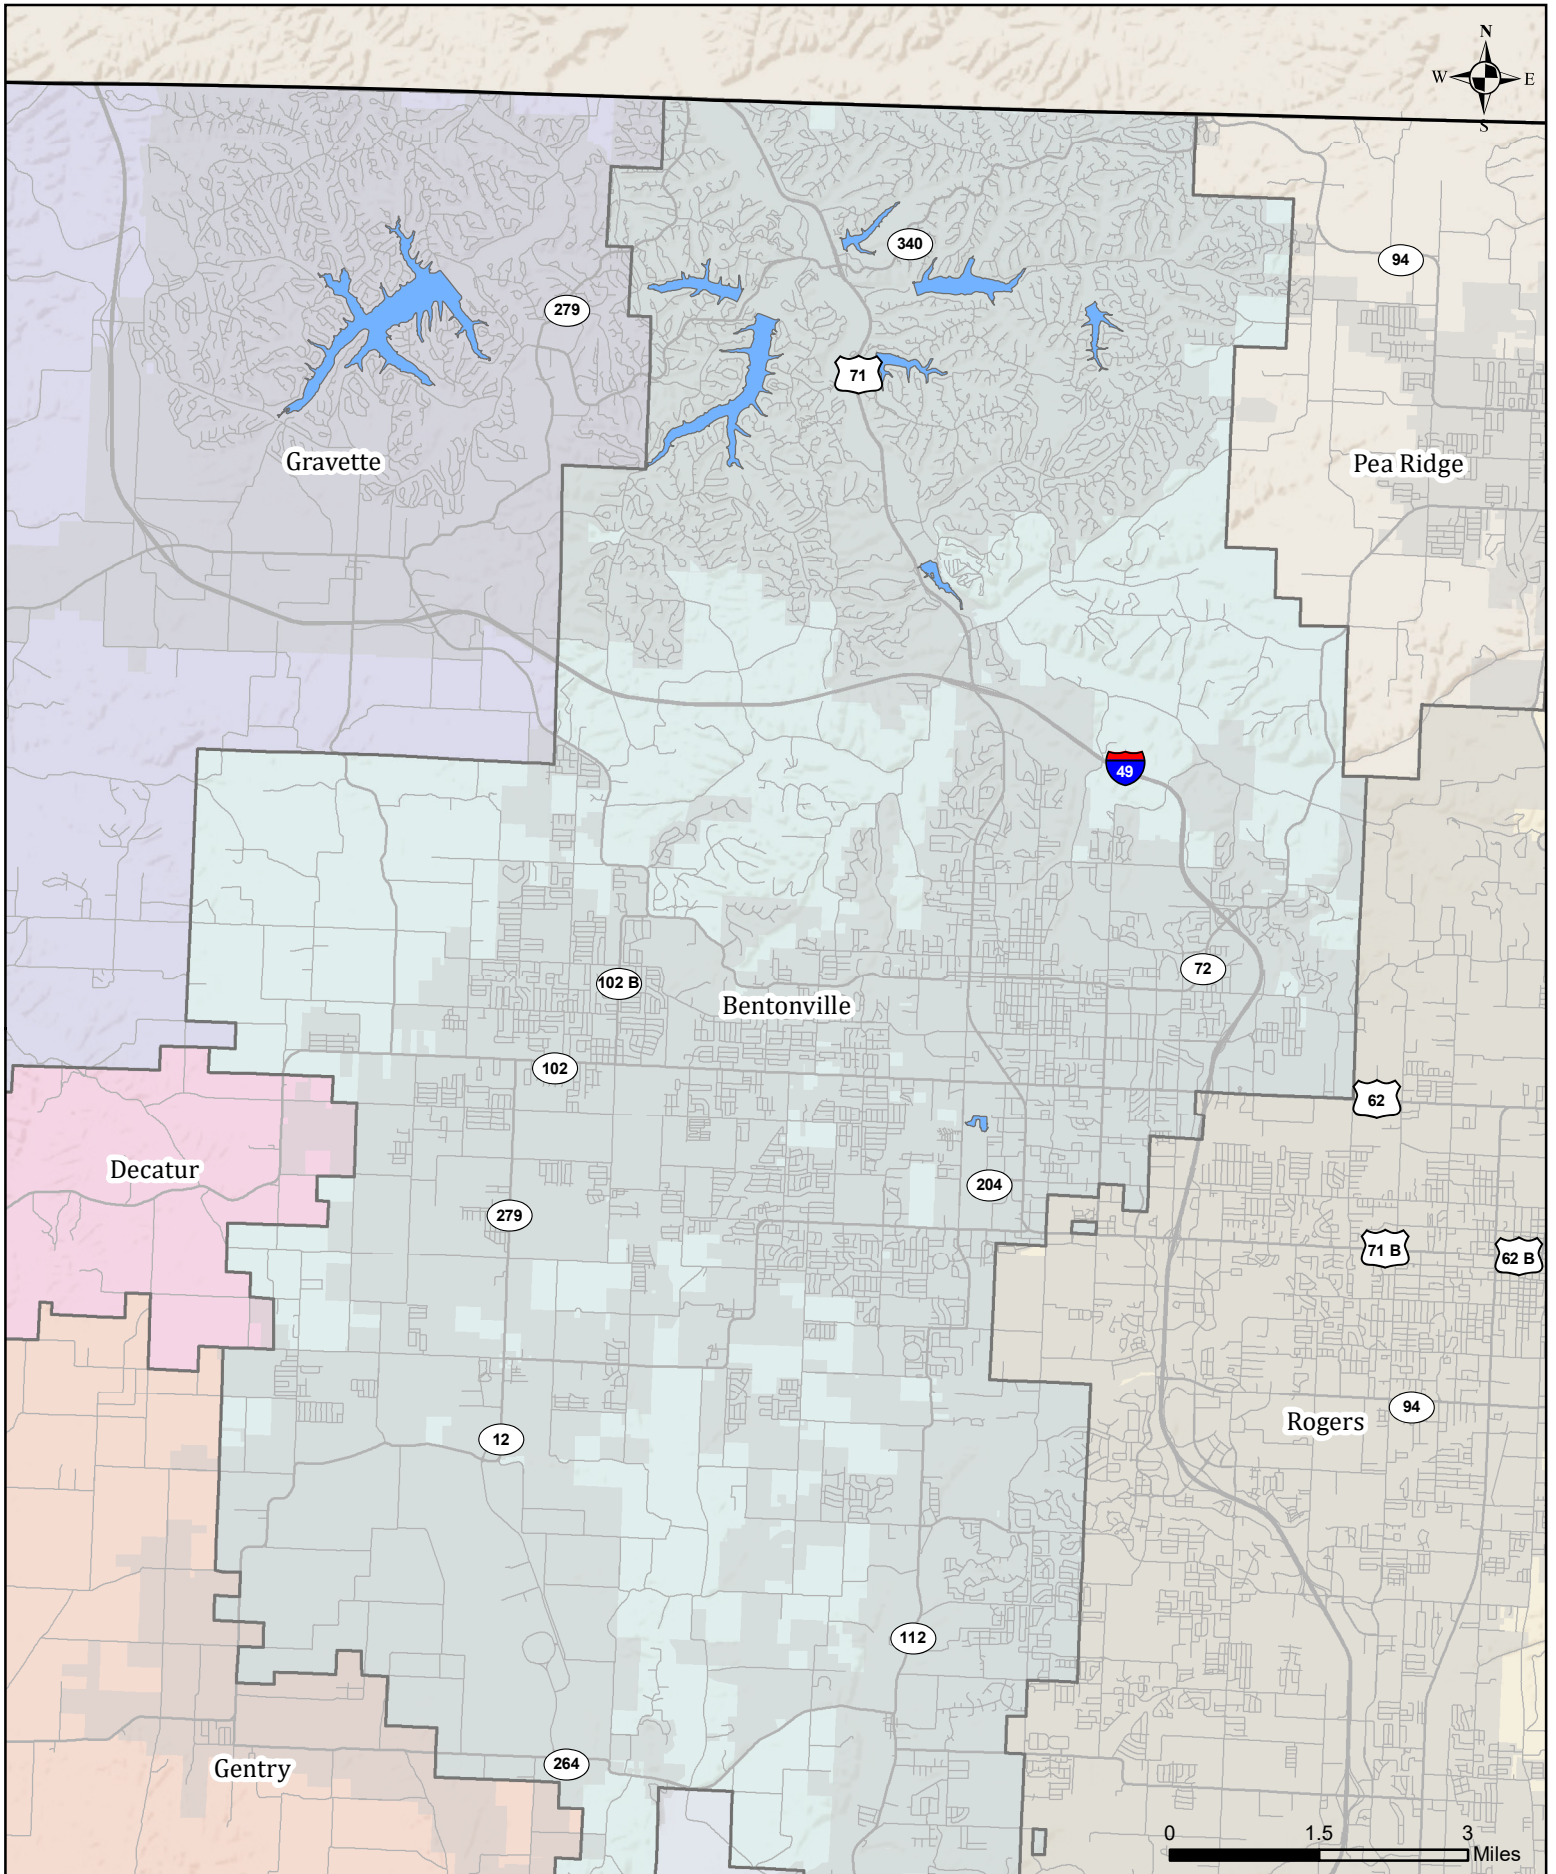 N
W E
S
340
94
279
71
Gravette
Pea Ridge
49
72
102 B
Bentonville
102
62
Decatur
204
279
71 B
62 B
94
Rogers
12
112
264
Gentry
0 1.5 3
Miles